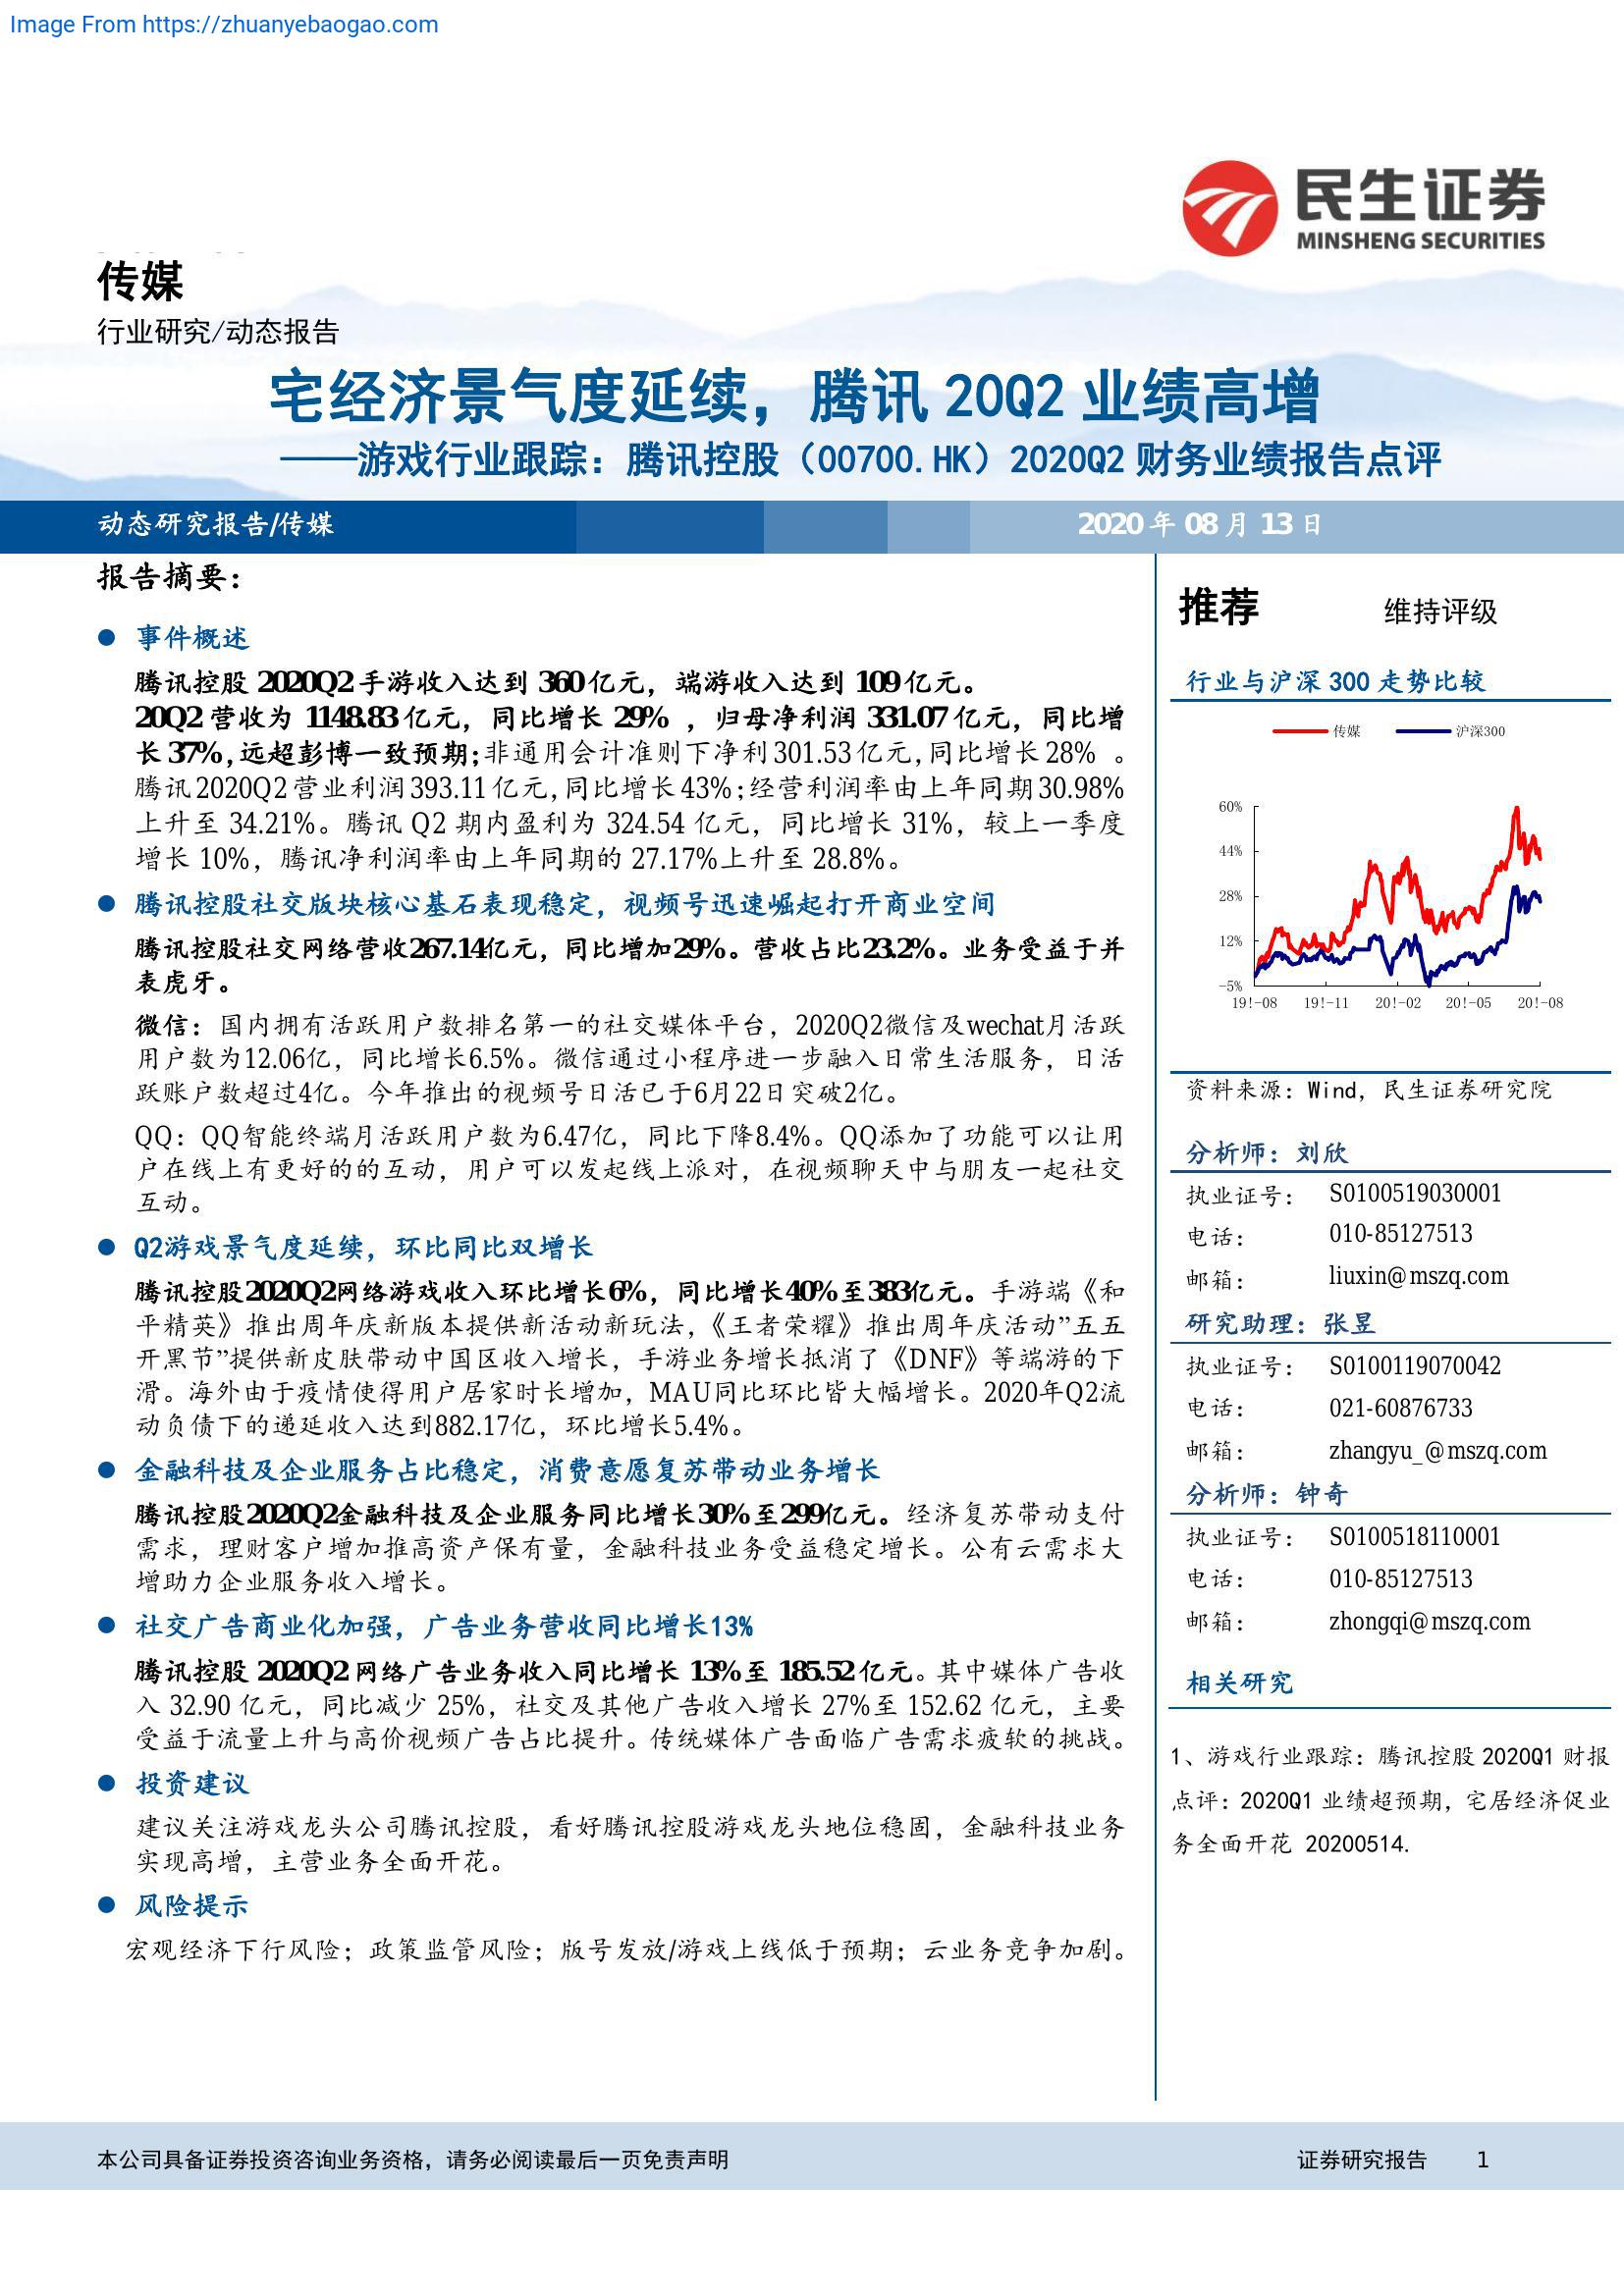 Image From https://zhuanyebaogao.com
民生证券
MINSHENG SECURITIES
传媒
行业研究/动态报告
宅经济景气度延续，腾讯 20Q2 业绩高增
——游戏行业跟踪：腾讯控股（00700.HK）2020Q2 财务业绩报告点评
动态研究报告/传媒
2020 年 08 月 13 日
报告摘要：
● 事件概述
腾讯控股 2020Q2 手游收入达到 360 亿元，端游收入达到 109 亿元。
20Q2 营收为 1148.83 亿元，同比增长 29% ，归母净利润 331.07 亿元，同比增
长 37%，远超彭博一致预期；非通用会计准则下净利 301.53 亿元，同比增长 28% 。
腾讯 2020Q2 营业利润 393.11 亿元，同比增长 43%；经营利润率由上年同期 30.98%
上升至 34.21%。腾讯 Q2 期内盈利为 324.54 亿元，同比增长 31%，较上一季度
增长 10%，腾讯净利润率由上年同期的 27.17%上升至 28.8%。
● 腾讯控股社交版块核心基石表现稳定，视频号迅速崛起打开商业空间
腾讯控股社交网络营收267.14亿元，同比增加29%。营收占比23.2%。业务受益于并
表虎牙。
微信：国内拥有活跃用户数排名第一的社交媒体平台，2020Q2微信及wechat月活跃
用户数为12.06亿，同比增长6.5%。微信通过小程序进一步融入日常生活服务，日活
跃账户数超过4亿。今年推出的视频号日活已于6月22日突破2亿。
QQ：QQ智能终端月活跃用户数为6.47亿，同比下降8.4%。QQ添加了功能可以让用
户在线上有更好的的互动，用户可以发起线上派对，在视频聊天中与朋友一起社交
互动。
● Q2游戏景气度延续，环比同比双增长
腾讯控股2020Q2网络游戏收入环比增长6%，同比增长40%至383亿元。手游端《和
平精英》推出周年庆新版本提供新活动新玩法，《王者荣耀》推出周年庆活动”五五
开黑节”提供新皮肤带动中国区收入增长，手游业务增长抵消了《DNF》等端游的下
滑。海外由于疫情使得用户居家时长增加，MAU同比环比皆大幅增长。2020年Q2流
动负债下的递延收入达到882.17亿，环比增长5.4%。
● 金融科技及企业服务占比稳定，消费意愿复苏带动业务增长
腾讯控股2020Q2金融科技及企业服务同比增长30%至299亿元。经济复苏带动支付
需求，理财客户增加推高资产保有量，金融科技业务受益稳定增长。公有云需求大
增助力企业服务收入增长。
● 社交广告商业化加强，广告业务营收同比增长13%
腾讯控股 2020Q2 网络广告业务收入同比增长 13%至 185.52 亿元。其中媒体广告收
入 32.90 亿元，同比减少 25%，社交及其他广告收入增长 27%至 152.62 亿元，主要
受益于流量上升与高价视频广告占比提升。传统媒体广告面临广告需求疲软的挑战。
● 投资建议
建议关注游戏龙头公司腾讯控股，看好腾讯控股游戏龙头地位稳固，金融科技业务
实现高增，主营业务全面开花。
● 风险提示
宏观经济下行风险；政策监管风险；版号发放/游戏上线低于预期；云业务竞争加剧。
推荐 维持评级
行业与沪深 300 走势比较
传媒 沪深300
60%
44%
28%
12%
-5%
19!-08 19!-11 20!-02 20!-05 20!-08
资料来源：Wind，民生证券研究院
分析师：刘欣
执业证号： S0100519030001
电话： 010-85127513
邮箱： liuxin@mszq.com
研究助理：张昱
执业证号： S0100119070042
电话： 021-60876733
邮箱： zhangyu_@mszq.com
分析师：钟奇
执业证号： S0100518110001
电话： 010-85127513
邮箱： zhongqi@mszq.com
相关研究
1、游戏行业跟踪：腾讯控股 2020Q1 财报
点评：2020Q1 业绩超预期，宅居经济促业
务全面开花 20200514.
本公司具备证券投资咨询业务资格，请务必阅读最后一页免责声明
证券研究报告 1